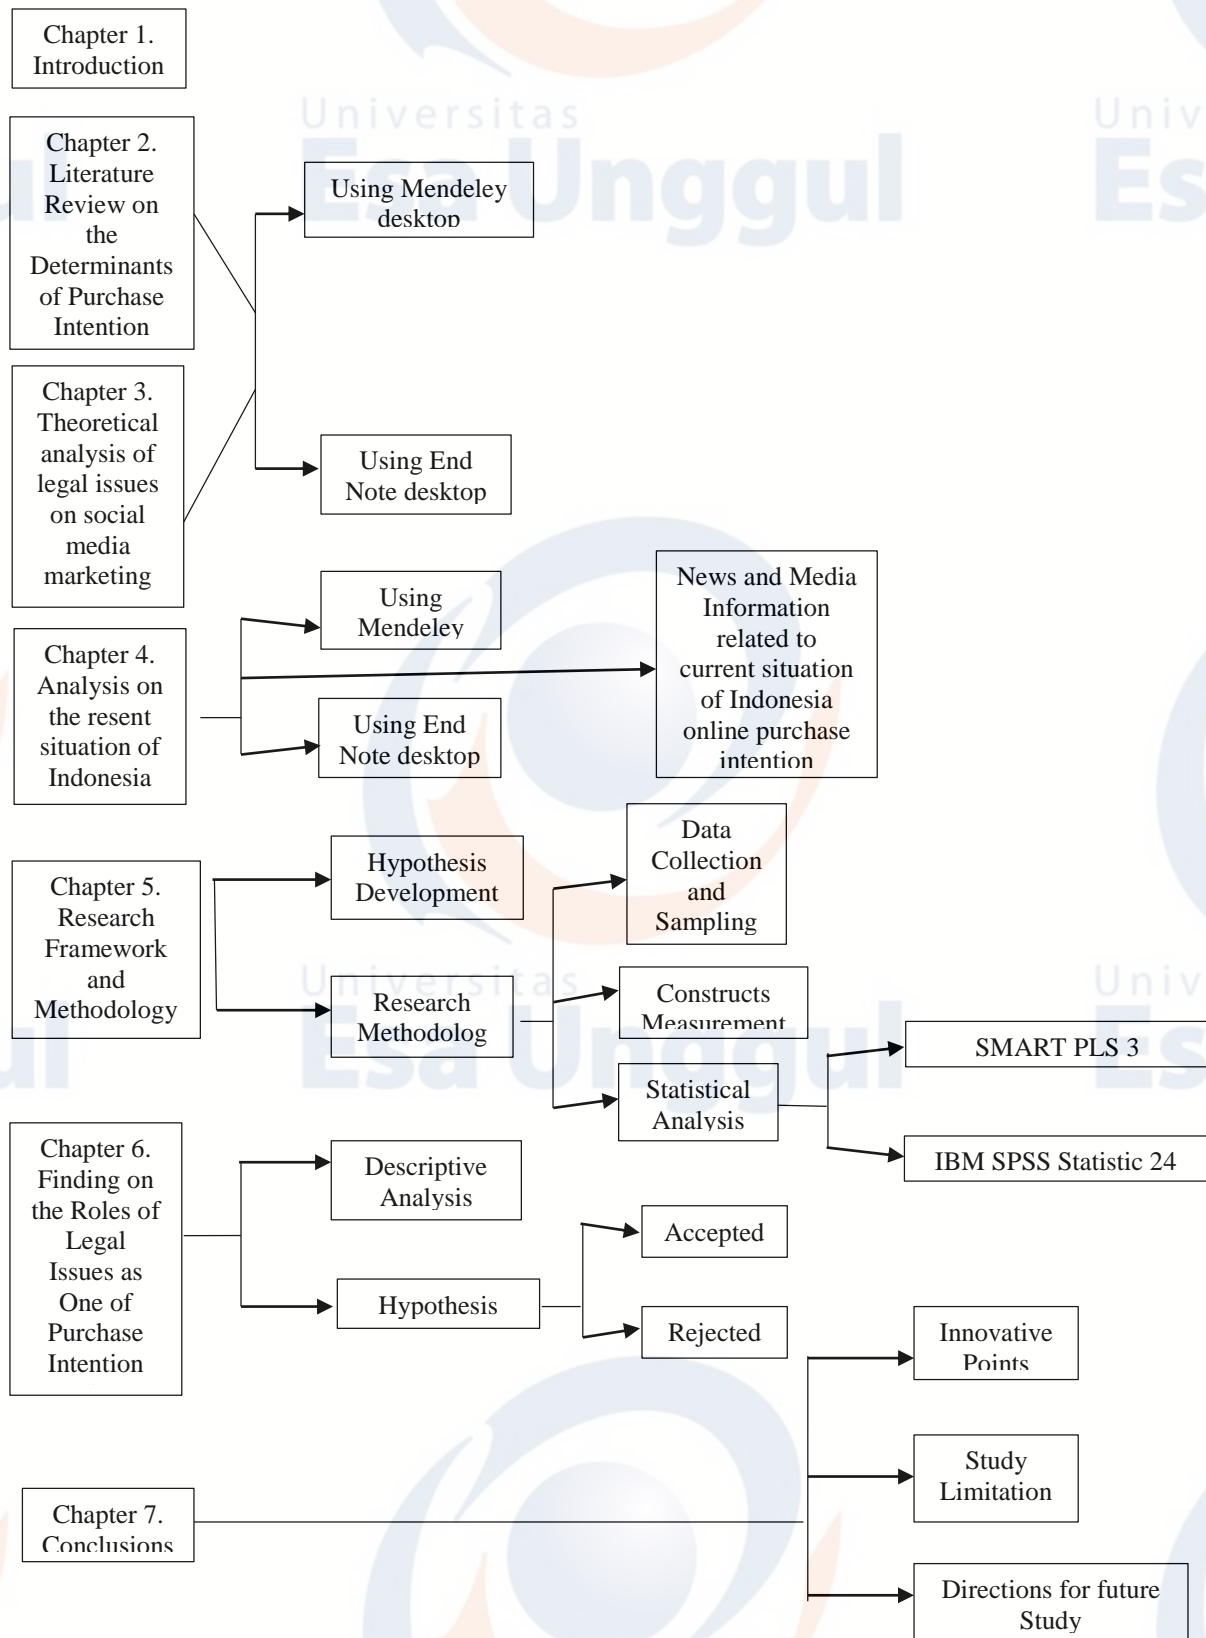 Chapter 1.
Introduction
Universitas
Esa Unggul
Univ
Es
ul
Chapter 2.
Literature
Review on
the
Determinants
of Purchase
Intention
Using Mendeley
desktop
Chapter 3.
Theoretical
analysis of
legal issues
on social
media
marketing
Using End
Note desktop
Chapter 4.
Analysis on
the resent
situation of
Indonesia
Using
Mendeley
Using End
Note desktop
News and Media
Information
related to
current situation
of Indonesia
online purchase
intention
Chapter 5.
Research
Framework
and
Methodology
Hypothesis
Development
Research
Methodolog
Data
Collection
and
Sampling
Constructs
Measurement
Statistical
Analysis
SMART PLS 3
IBM SPSS Statistic 24
Universitas
Esa Unggul
Univ
Es
ul
Chapter 6.
Finding on
the Roles of
Legal
Issues as
One of
Purchase
Intention
Descriptive
Analysis
Hypothesis
Accepted
Rejected
Chapter 7.
Conclusions
Innovative
Points
Study
Limitation
Directions for future
Study